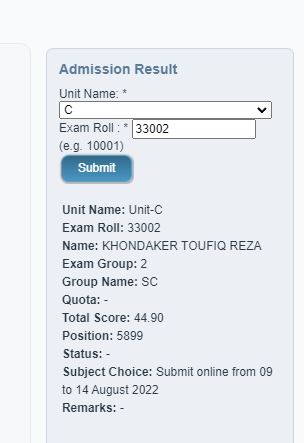 Admission Result
Unit Name: *
C
Exam Roll : * 33002
(e.g. 10001)
Submit
Unit Name: Unit-C
Exam Roll: 33002
Name: KHONDAKER TOUFIQ REZA
Exam Group: 2
Group Name: SC
Quota: -
Total Score: 44.90
Position: 5899
Status: -
Subject Choice: Submit online from 09
to 14 August 2022
Remarks: -